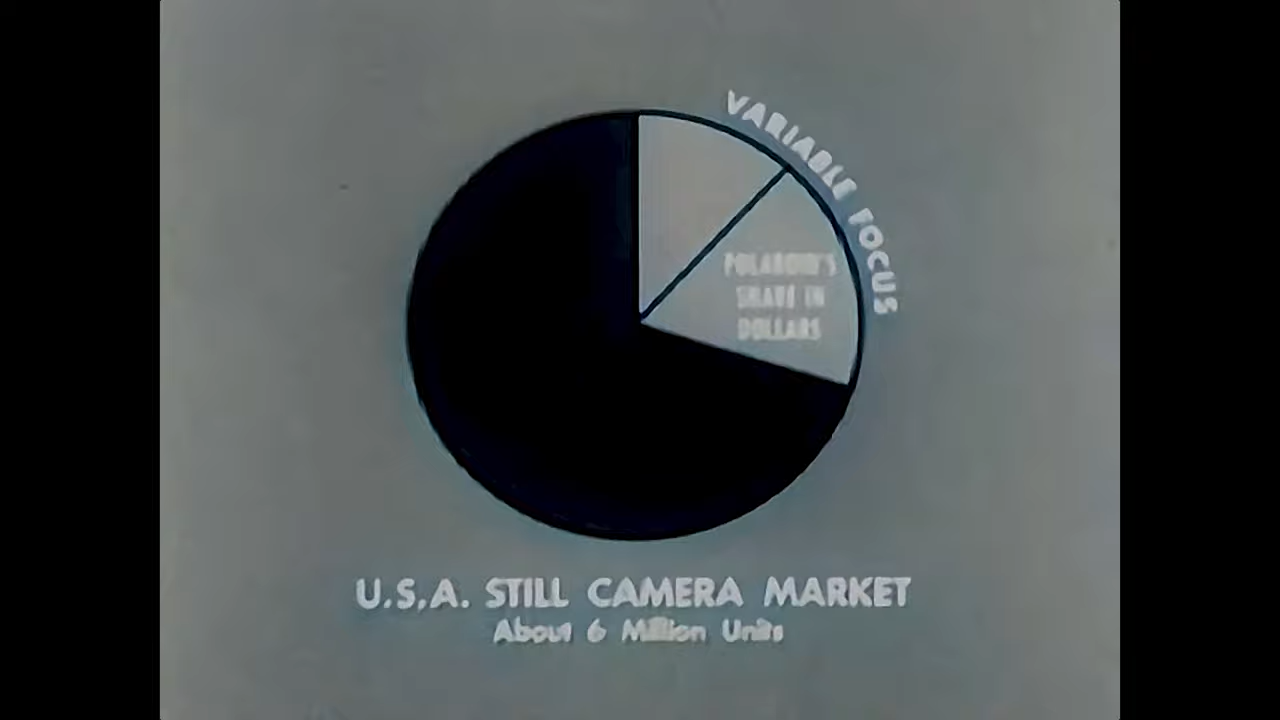 VARIABLE FOCUS
POLAROID'S
SHARE IN
DOLLARS
U.S.A. STILL CAMERA MARKET
About 6 Million Units